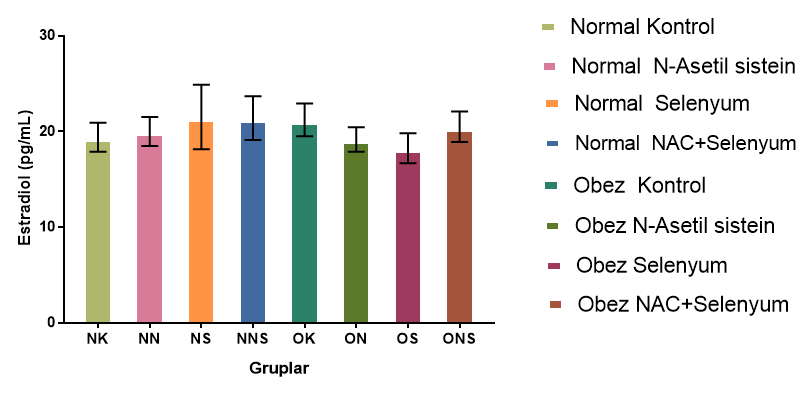 30
20
10
0
Estradiol (pg/mL)
NK NN NS NNS OK ON OS ONS
Gruplar
Normal Kontrol
Normal N-Asetil sistein
Normal Selenyum
Normal NAC+Selenyum
Obez Kontrol
Obez N-Asetil sistein
Obez Selenyum
Obez NAC+Selenyum